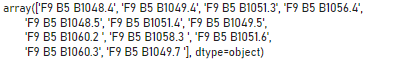 array(['F9 B5 B1048.4', 'F9 B5 B1049.4', 'F9 B5 B1051.3', 'F9 B5 B1056.4',
'F9 B5 B1048.5', 'F9 B5 B1051.4', 'F9 B5 B1049.5',
'F9 B5 B1060.2 ', 'F9 B5 B1058.3 ', 'F9 B5 B1051.6',
'F9 B5 B1060.3', 'F9 B5 B1049.7 '], dtype=object)